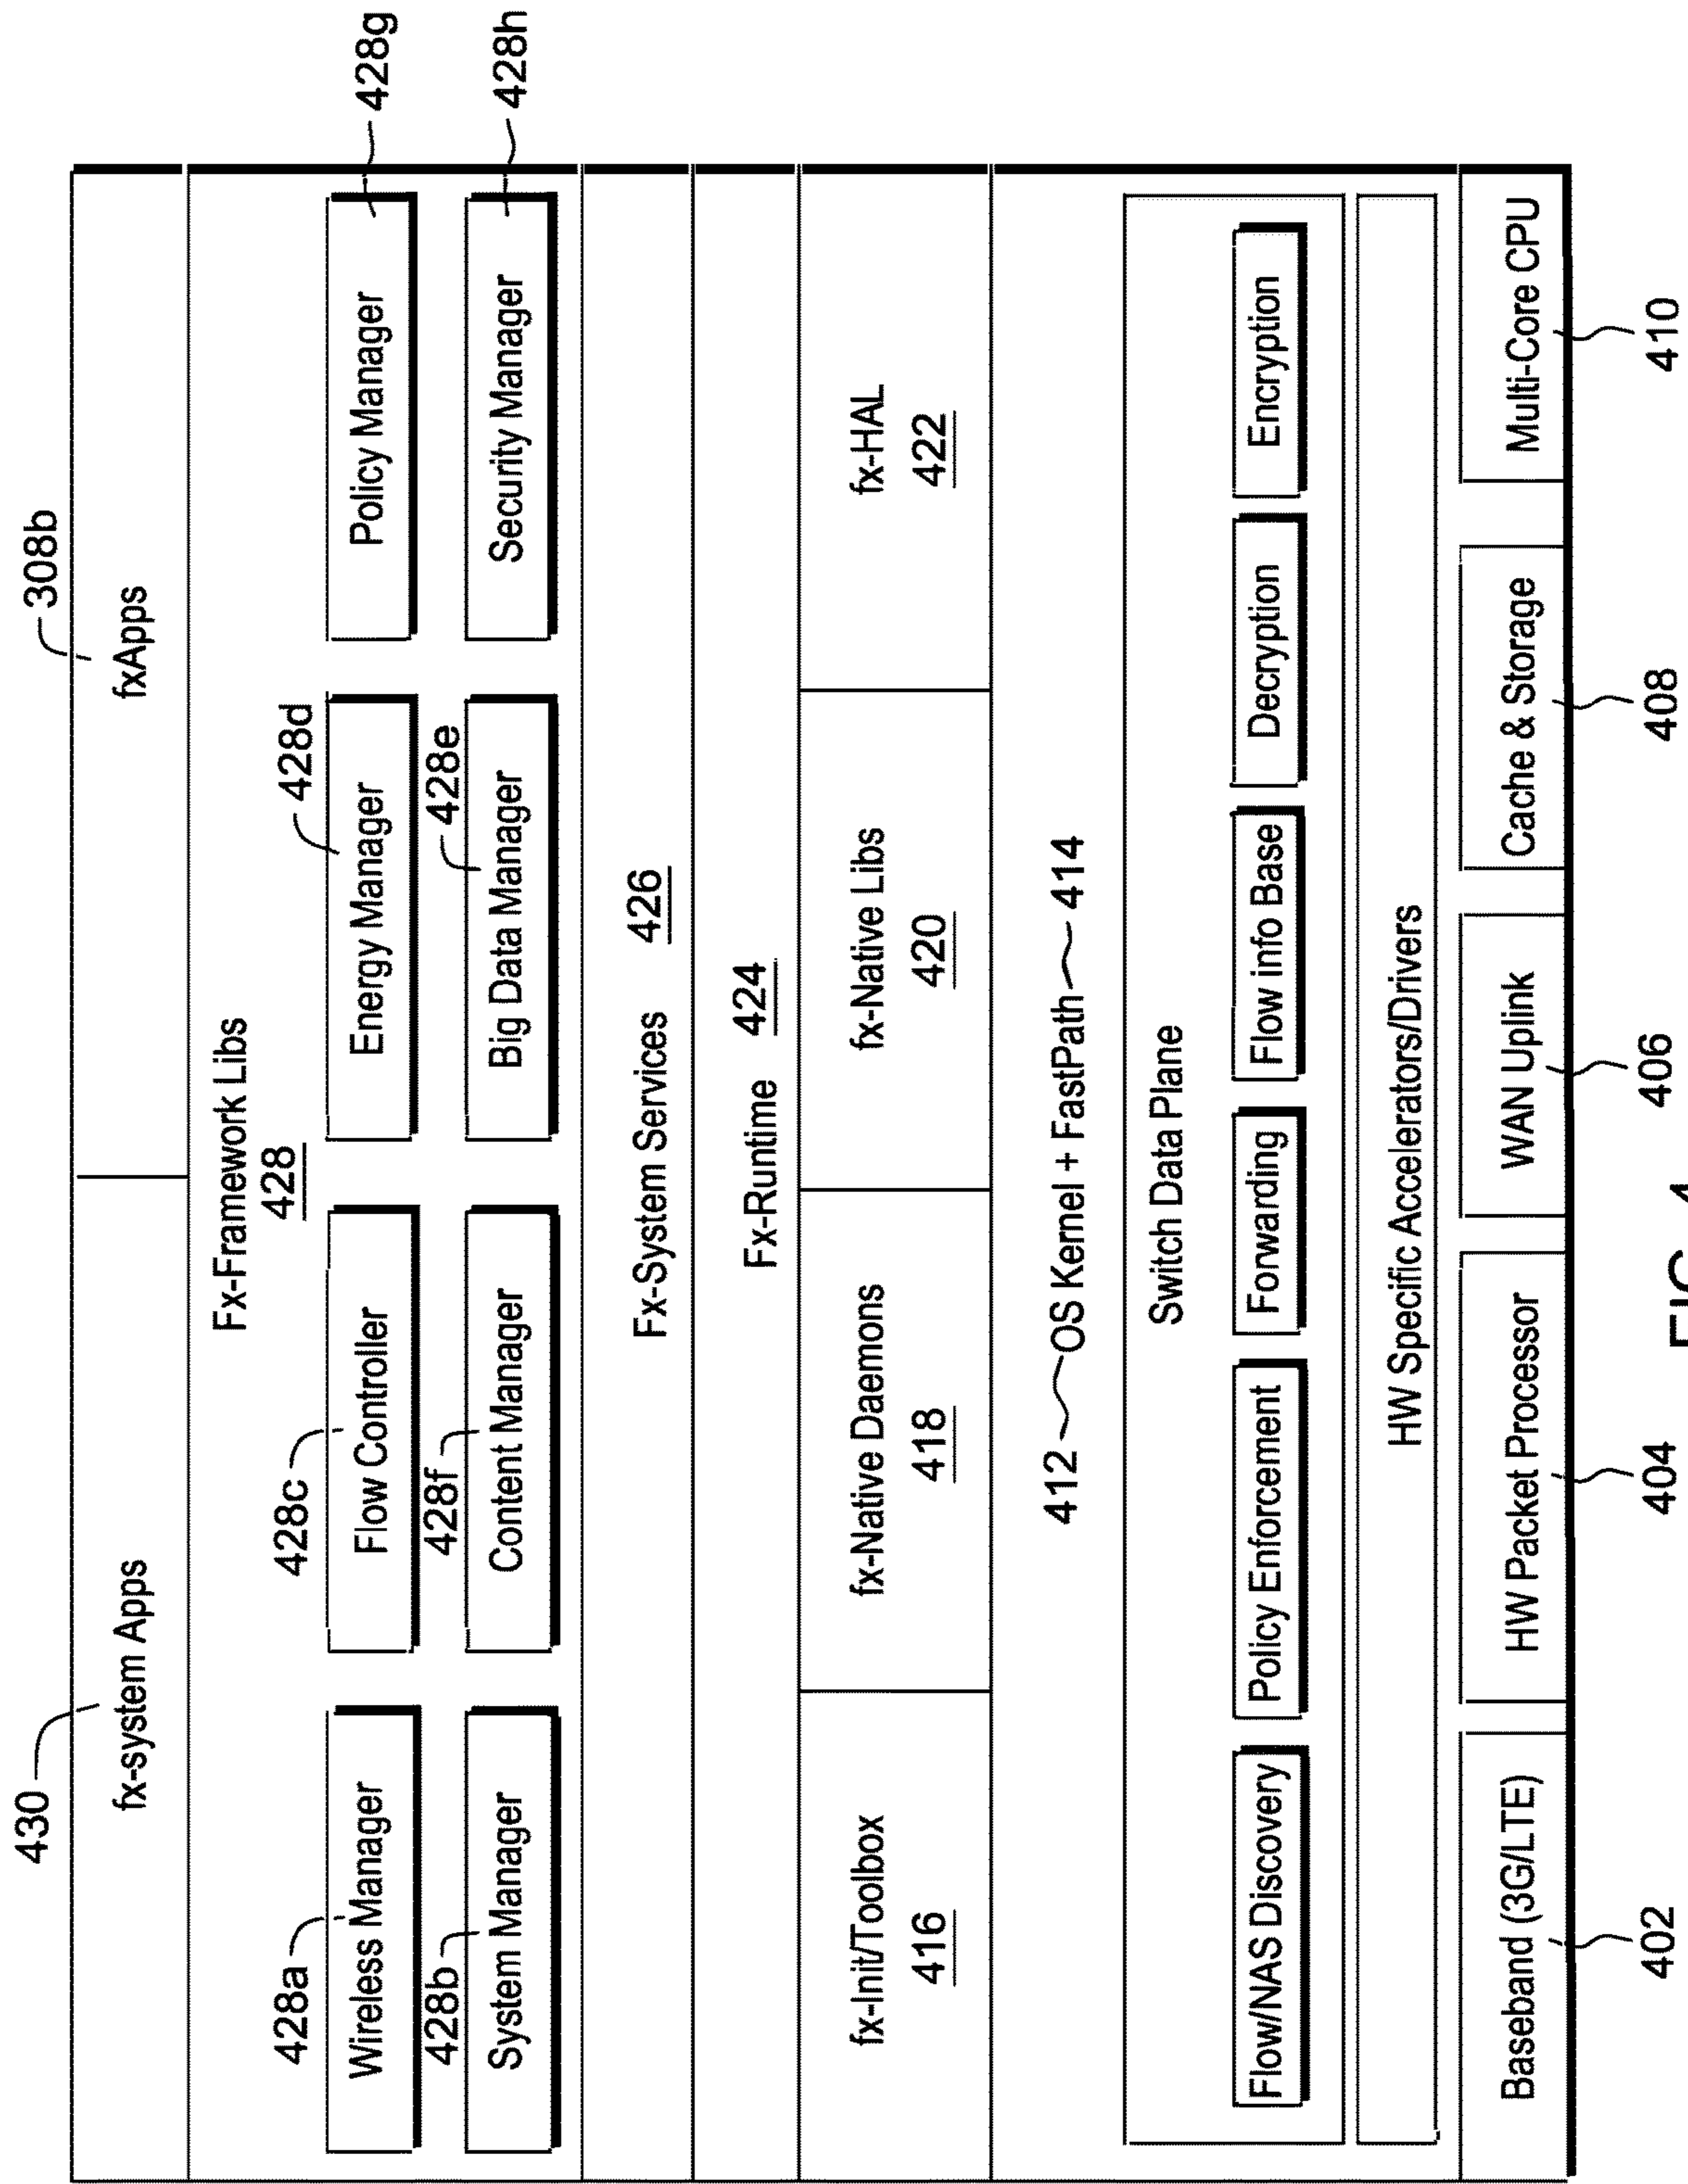 430
308b
fx-system Apps
fxApps
Fx-Framework Libs
428
428a
428c
428d
428g
Wireless Manager
Flow Controller
Energy Manager
Policy Manager
428b
428f
428e
428h
System Manager
Content Manager
Big Data Manager
Security Manager
Fx-System Services 426
Fx-Runtime 424
fx-Init/Toolbox
416
fx-Native Daemons
418
fx-Native Libs
420
fx-HAL
422
412 OS Kernel + FastPath 414
Switch Data Plane
Flow/NAS Discovery
Policy Enforcement
Forwarding
Flow info Base
Decryption
Encryption
HW Specific Accelerators/Drivers
Baseband (3G/LTE)
HW Packet Processor
WAN Uplink
Cache & Storage
Multi-Core CPU
402
404
406
408
410